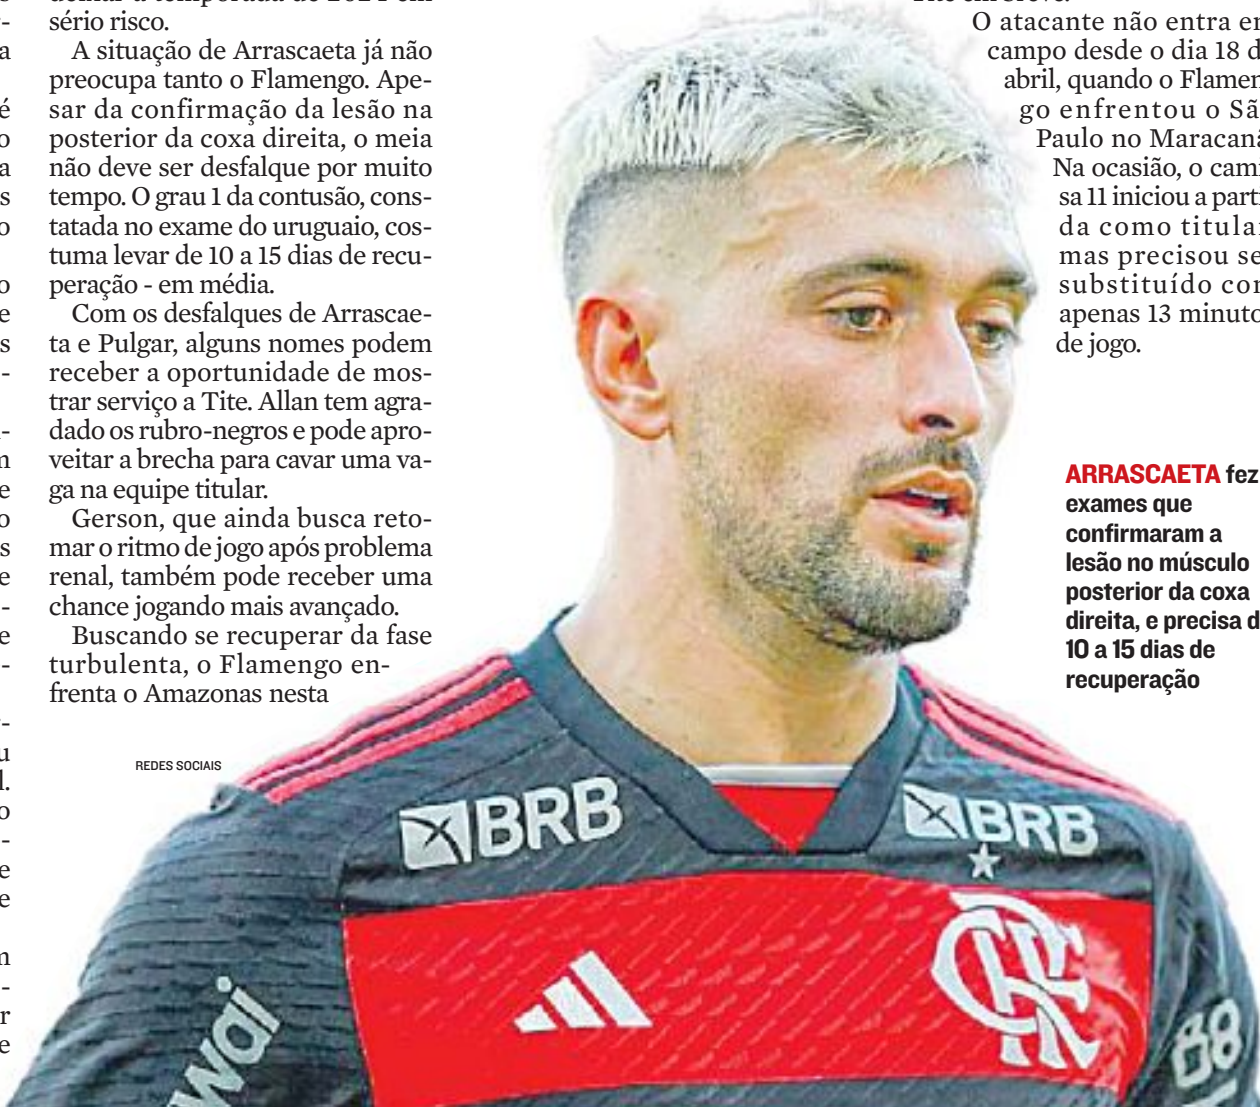 sério risco.
A situação de Arrascaeta já não
preocupa tanto o Flamengo. Ape-
sar da confirmação da lesão na
posterior da coxa direita, o meia
não deve ser desfalque por muito
tempo. O grau 1 da contusão, cons-
tatada no exame do uruguaio, cos-
tuma levar de 10 a 15 dias de recu-
peração - em média.
Com os desfalques de Arrascae-
ta e Pulgar, alguns nomes podem
receber a oportunidade de mos-
trar serviço a Tite. Allan tem agra-
dado os rubro-negros e pode apro-
veitar a brecha para cavar uma va-
ga na equipe titular.
Gerson, que ainda busca reto-
mar o ritmo de jogo após problema
renal, também pode receber uma
chance jogando mais avançado.
Buscando se recuperar da fase
turbulenta, o Flamengo en-
frenta o Amazonas nesta
REDES SOCIAIS
O atacante não entra e
campo desde o dia 18 d
abril, quando o Flamen
go enfrentou o Sã
Paulo no Maracan
Na ocasião, o cami
sa 11 iniciou a parti
da como titula
mas precisou se
substituído co
apenas 13 minuto
de jogo.
ARRASCAETA fez
exames que
confirmaram a
lesão no músculo
posterior da coxa
direita, e precisa d
10 a 15 dias de
recuperação
BRB
BRB
wai
88